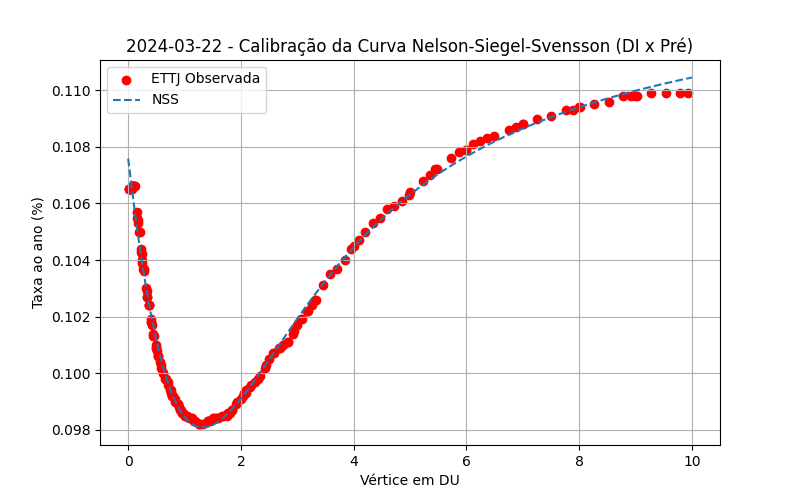 2024-03-22 - Calibração da Curva Nelson-Siegel-Svensson (DI x Pré)
ETTJ Observada
NSS
Taxa ao ano (%)
0.110
0.108
0.106
0.104
0.102
0.100
0.098
0
2
4
6
8
10
Vértice em DU